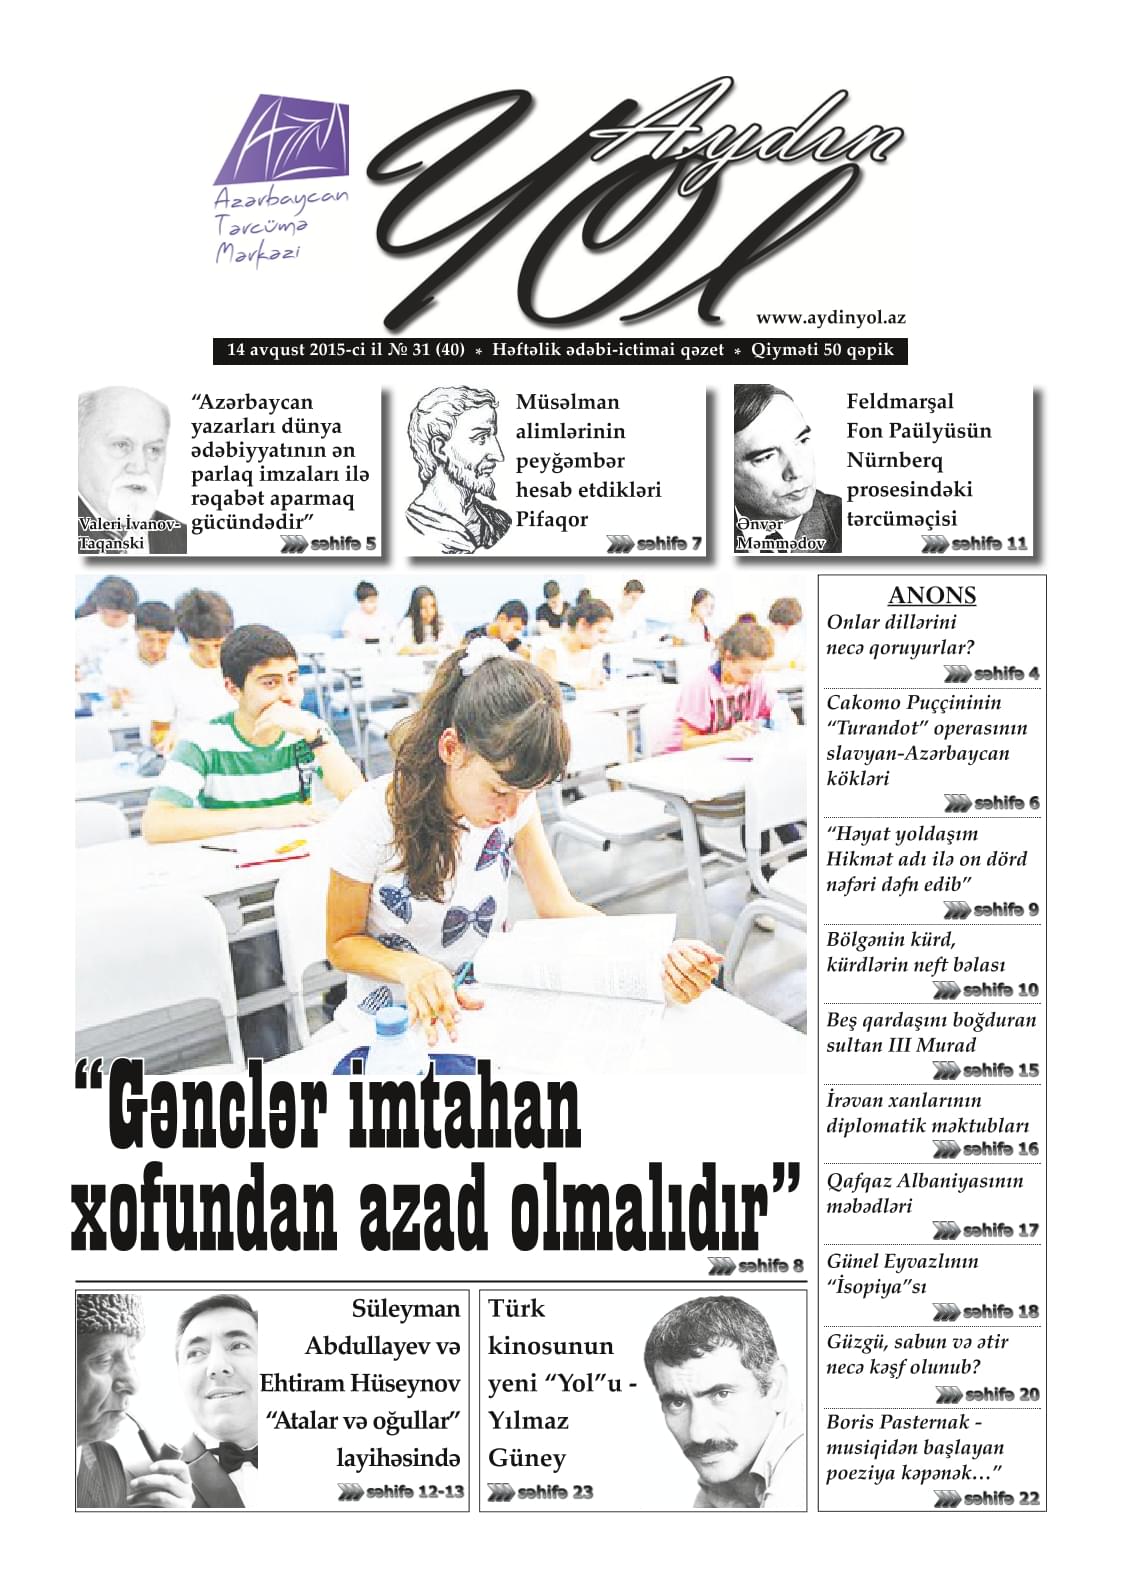 AzTM
Azərbaycan
Tərcümə
Mərkəzi
Aydın
Yol
www.aydinyol.az
14 avqust 2015-ci il № 31 (40) * Həftəlik ədəbi-ictimai qəzet * Qiyməti 50 qəpik
“Azərbaycan
yazarları dünya
ədəbiyyatının ən
parlaq imzaları ilə
rəqabət aparmaq
gücündədir”
Valeri İvanov-
Taqanski
səhifə 5
Müsəlman
alimlərinin
peyğəmbər
hesab etdikləri
Pifaqor
səhifə 7
Feldmarşal
Fon Paülyüsün
Nürnberq
prosesindəki
tərcüməçisi
Ənvər
Məmmədov
səhifə 11
“Gənclər imtahan
xofundan azad olmalıdır”
səhifə 8
Süleyman
Abdullayev və
Ehtiram Hüseynov
“Atalar və oğullar”
layihəsində
səhifə 12-13
Türk
kinosunun
yeni “Yol”u -
Yılmaz
Güney
səhifə 23
ANONS
Onlar dillərini
necə qoruyurlar?
səhifə 4
Cakomo Puççininin
“Turandot” operasının
slavyan-Azərbaycan
kökləri
səhifə 6
“Həyat yoldaşım
Hikmət adı ilə on dörd
nəfəri dəfn edib”
səhifə 9
Bölgənin kürd,
kürdlərin neft bəlası
səhifə 10
Beş qardaşını boğduran
sultan III Murad
səhifə 15
İrəvan xanlarının
diplomatik məktubları
səhifə 16
Qafqaz Albaniyasının
məbədləri
səhifə 17
Günel Eyvazlının
“İsopiya”sı
səhifə 18
Güzgü, sabun və ətir
necə kəşf olunub?
səhifə 20
Boris Pasternak -
musiqidən başlayan
poeziya kəpənək…”
səhifə 22